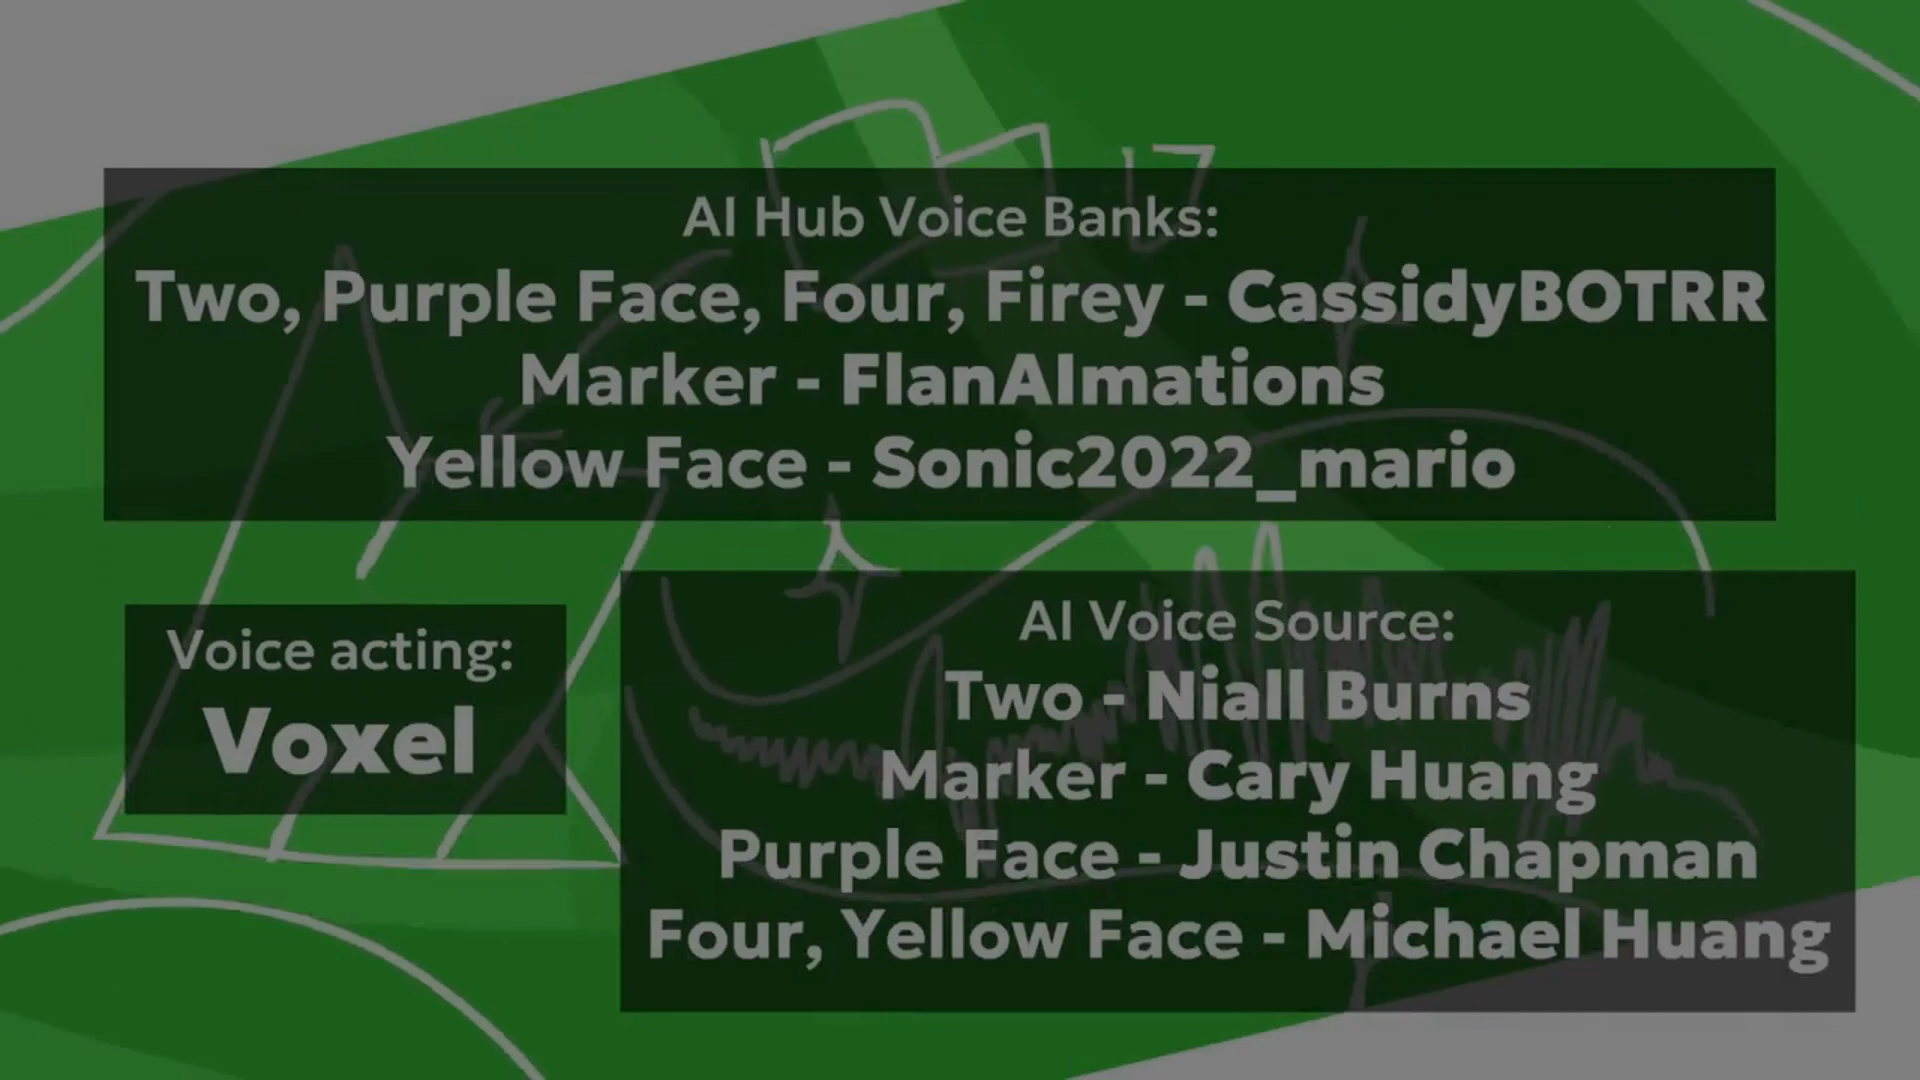 AI Hub Voice Banks:
Two, Purple Face, Four, Firey - CassidyBOTRR
Marker - FlanAImations
Yellow Face - Sonic2022_mario
Voice acting:
Voxel
AI Voice Source:
Two - Niall Burns
Marker - Cary Huang
Purple Face - Justin Chapman
Four, Yellow Face - Michael Huang